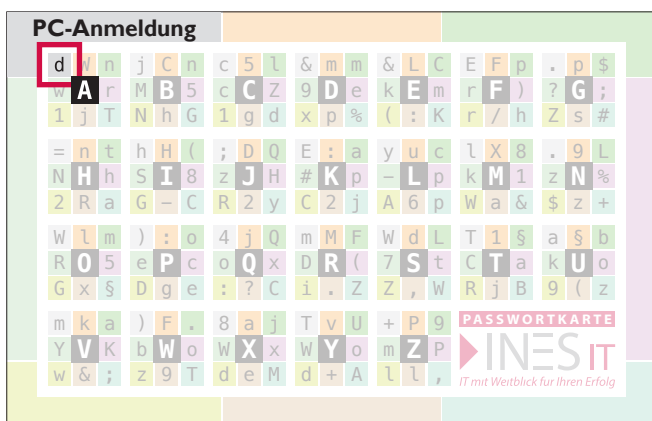 PC-Anmeldung
d W n j C n c 5 l & m m & L C E F p . p $
w A r M B 5 c C Z 9 D e k E m r F ) ? G ;
1 j T N h G 1 g d x p % ( : K r / h Z s #
= n t h H ( ; D Q E : a y u c l X 8 . 9 L
N H h S I 8 z J H # K p – L p k M 1 z N %
2 R a G – C R 2 y C 2 j A 6 p W a & $ z +
W l m ) : o 4 j Q m M F W d L T 1 § a § b
R O 5 e P c o Q x D R ( 7 S t C T a k U o
G x § D g e : ? C i . Z Z , W R j B 9 ( z
m k a ) F . 8 a j T v U + P 9
Y V K b W o W X x W Y o m Z P
w & ; z 9 T d e M d + A l l ,
PASSWORTKARTE
INES IT
IT mit Weitblick für Ihren Erfolg